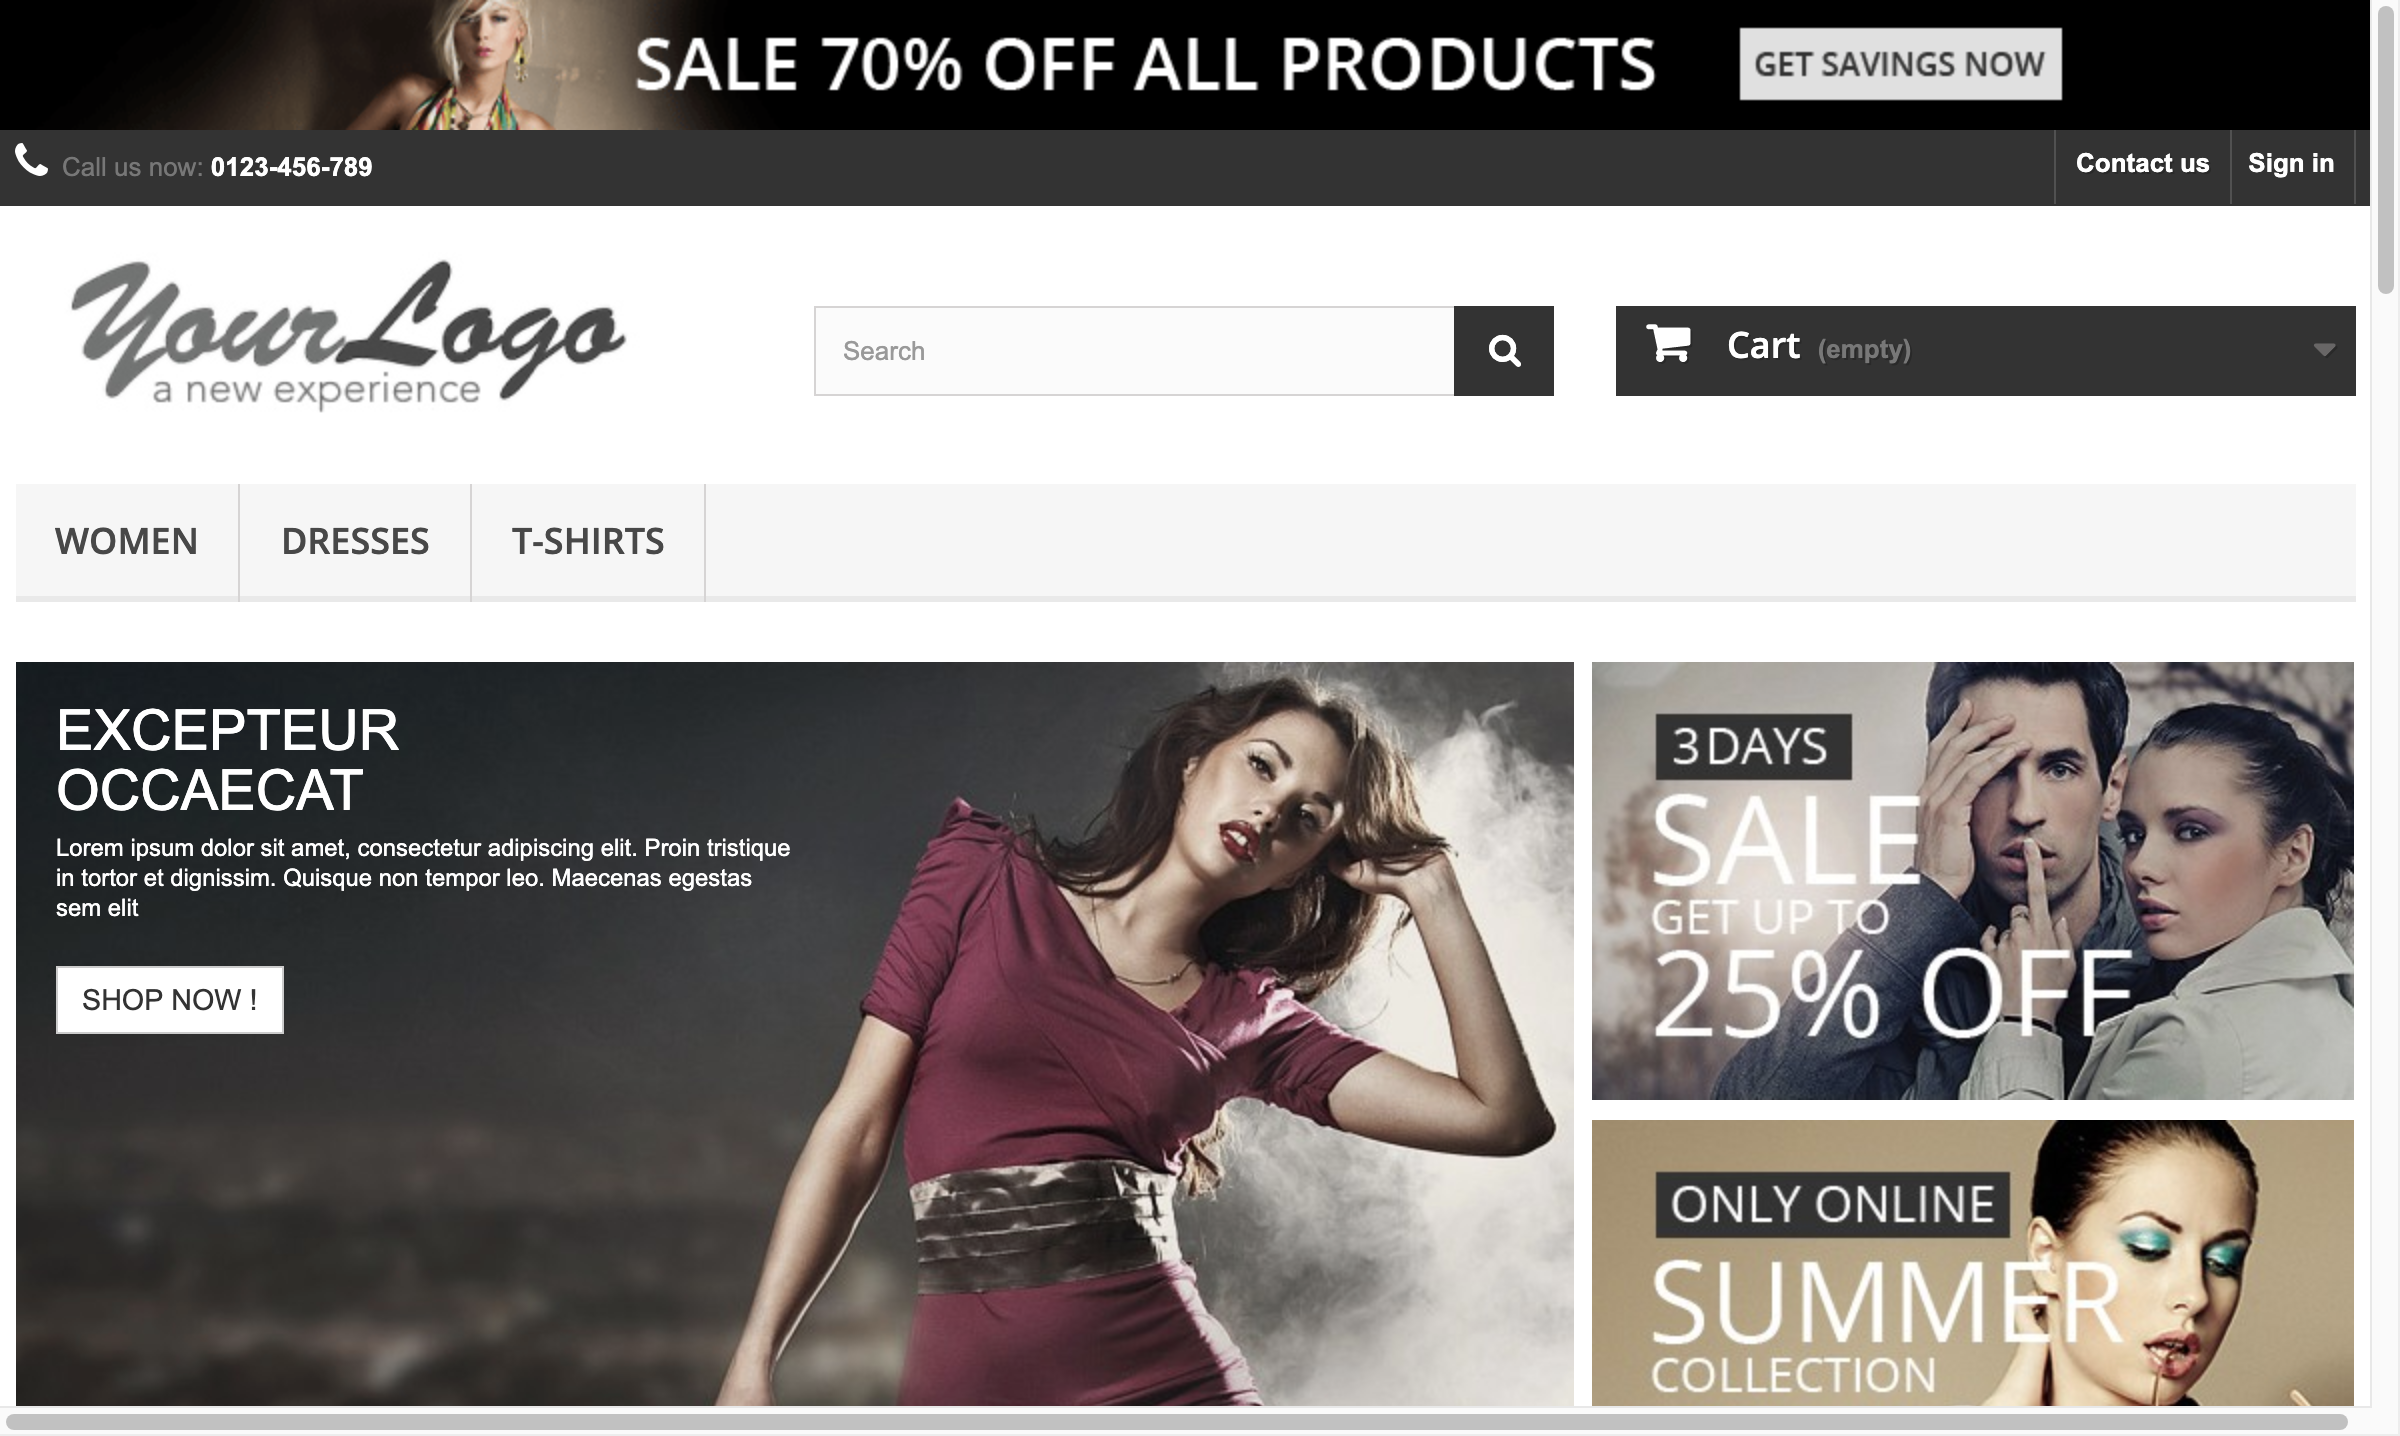 SALE 70% OFF ALL PRODUCTS
GET SAVINGS NOW
Call us now: 0123-456-789
Contact us
Sign in
YourLogo
a new experience
Search
Cart (empty)
WOMEN
DRESSES
T-SHIRTS
EXCEPTEUR
OCCAECAT
Lorem ipsum dolor sit amet, consectetur adipiscing elit. Proin tristique
in tortor et dignissim. Quisque non tempor leo. Maecenas egestas
sem elit
SHOP NOW !
3 DAYS
SALE
GET UP TO
25% OFF
ONLY ONLINE
SUMMER
COLLECTION